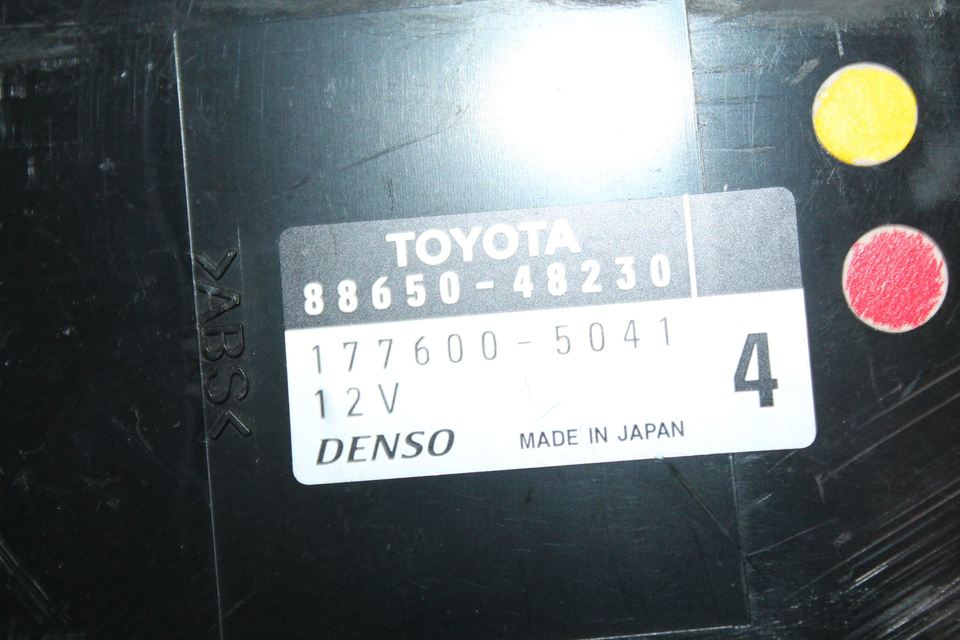 TOYOTA
88650-48230
177600-5041
12V
4
DENSO
MADE IN JAPAN
>ABS<